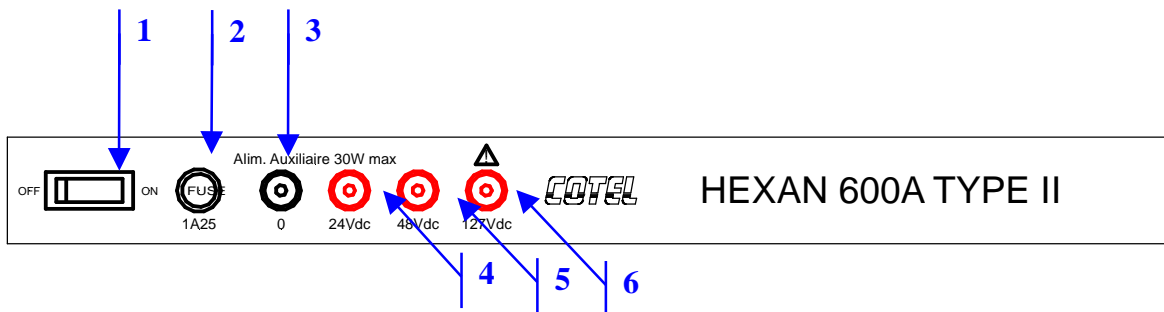 1 2 3
Alim. Auxiliaire 30W max
OFF ON FUSE COTEL HEXAN 600A TYPE II
1A25 0 24Vdc 48Vdc 127Vdc
4 5 6